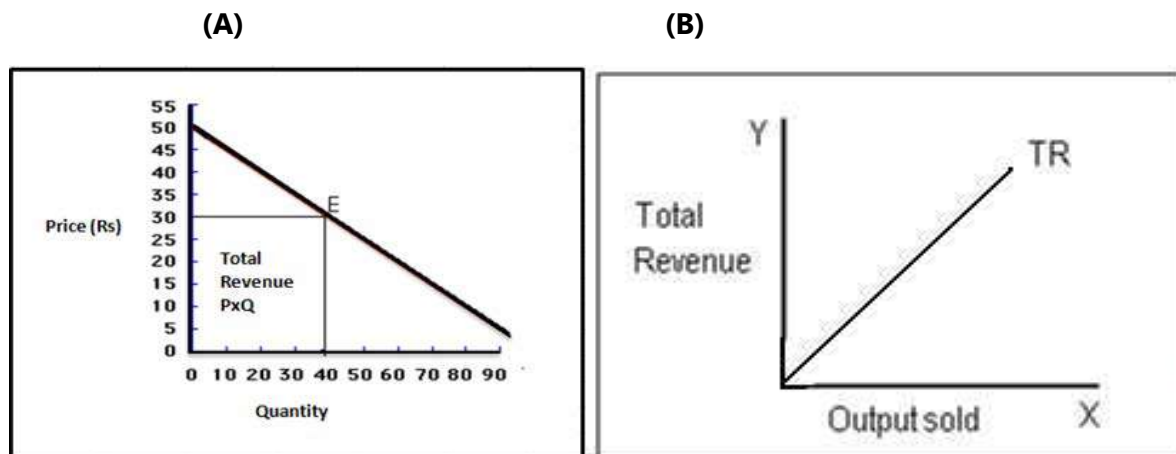 (A)
(B)
55
50
45
40
35
30
25
20
15
10
5
0
Price (Rs)
E
Total
Revenue
PxQ
0 10 20 30 40 50 60 70 80 90
Quantity
Y
TR
Total
Revenue
Output sold
X